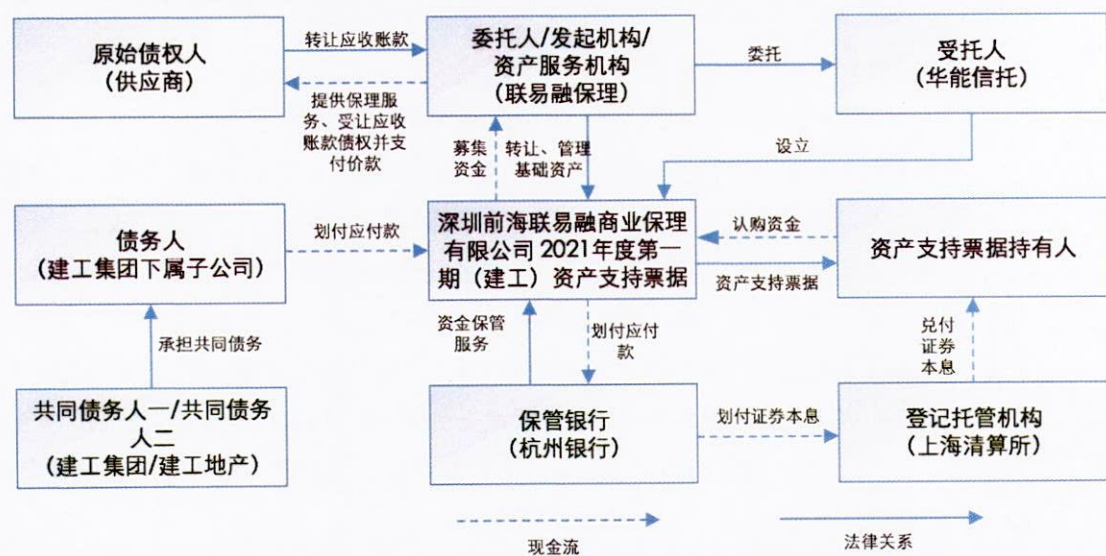 原始债权人
(供应商)
转让应收账款
提供保理服
务、受让应收
账款债权并支
付价款
委托人/发起机构/
资产服务机构
(联易融保理)
委托
受托人
(华能信托)
募集
资金
转让、管理
基础资产
设立
债务人
(建工集团下属子公司)
划付应付款
深圳前海联易融商业保理
有限公司 2021年度第一
期(建工)资产支持票据
认购资金
资产支持票据
资产支持票据持有人
承担共同债务
资金保管
服务
划付应付
款
兑付
证券
本息
共同债务人一/共同债务
人二
(建工集团/建工地产)
保管银行
(杭州银行)
划付证券本息
登记托管机构
(上海清算所)
现金流
法律关系